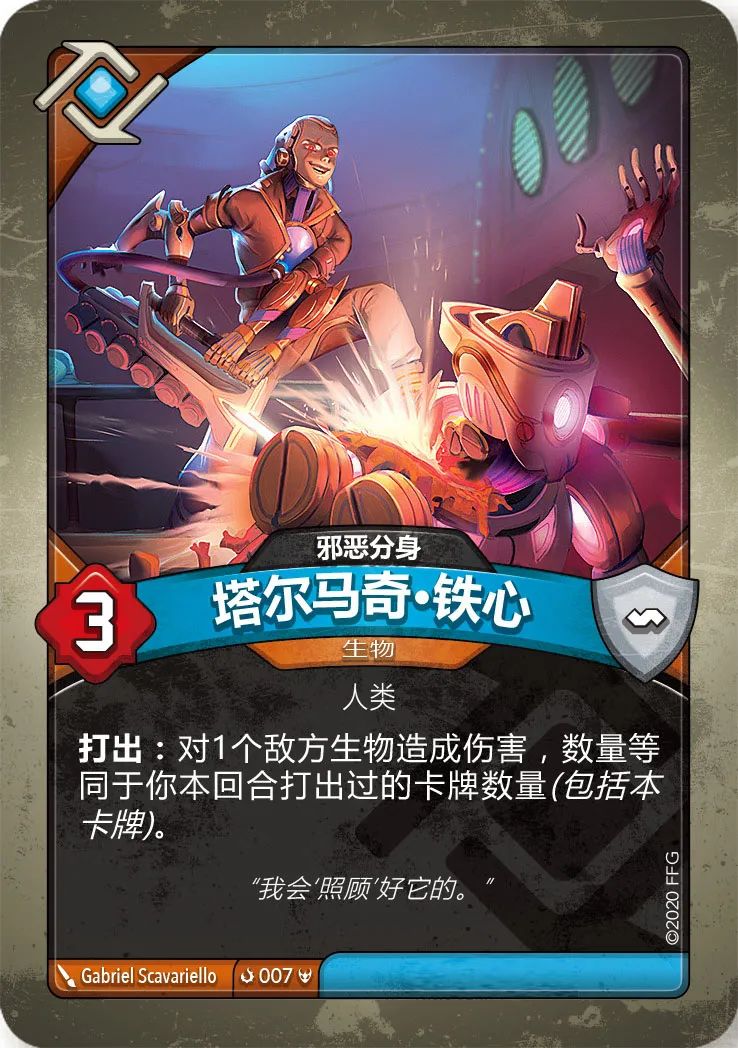 邪恶分身
塔尔马奇•铁心
3
生物
人类
打出：对1个敌方生物造成伤害，数量等
同于你本回合打出过的卡牌数量(包括本
卡牌)。
“我会‘照顾’好它的。”
©2020 FFG
Gabriel Scavariello
007